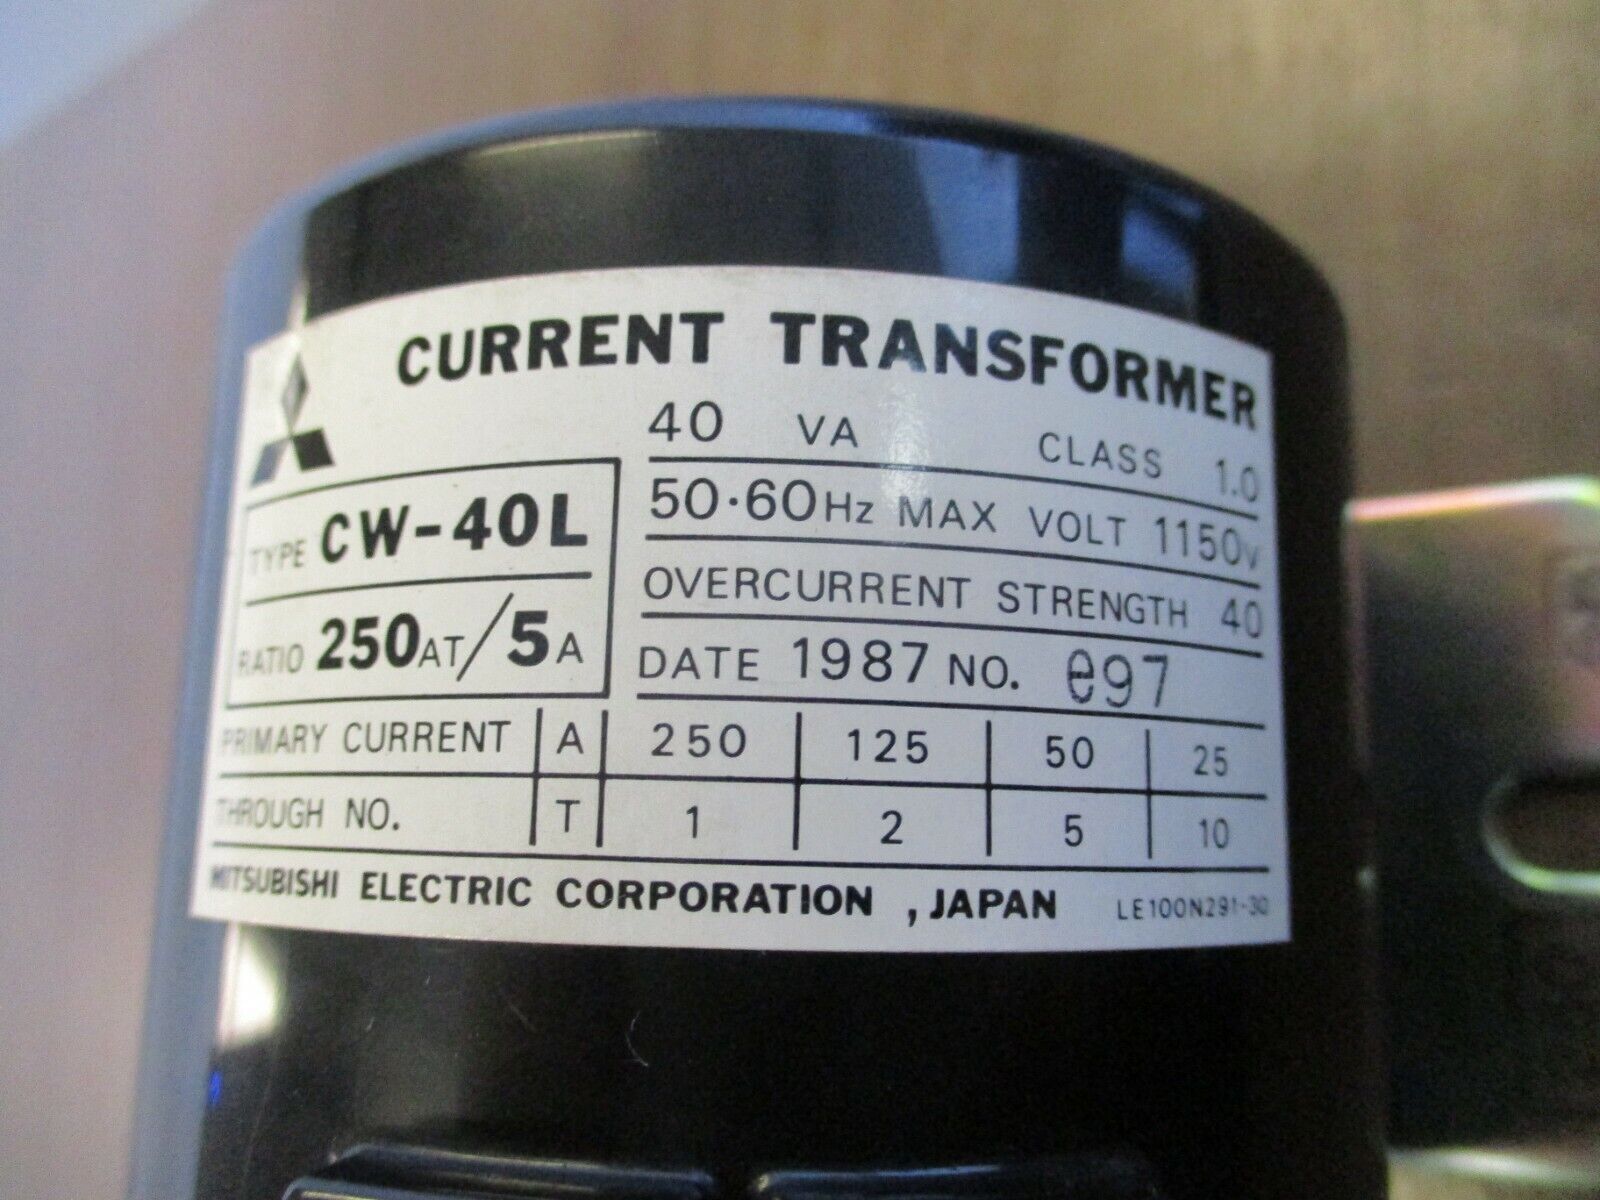 CURRENT TRANSFORMER
40 VA CLASS 1.0
TYPE CW-40L
50·60Hz MAX VOLT 1150V
OVERCURRENT STRENGTH 40
RATIO 250AT/5A
DATE 1987 NO. e97
PRIMARY CURRENT A 250 125 50 25
THROUGH NO. T 1 2 5 10
MITSUBISHI ELECTRIC CORPORATION , JAPAN LE100N291-30